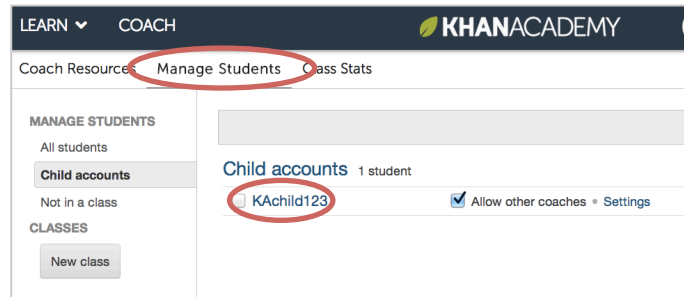 LEARN COACH KHANACADEMY
Coach Resources Manage Students Class Stats
MANAGE STUDENTS
All students
Child accounts
Not in a class
CLASSES
New class
Child accounts 1 student
KAchild123 Allow other coaches • Settings